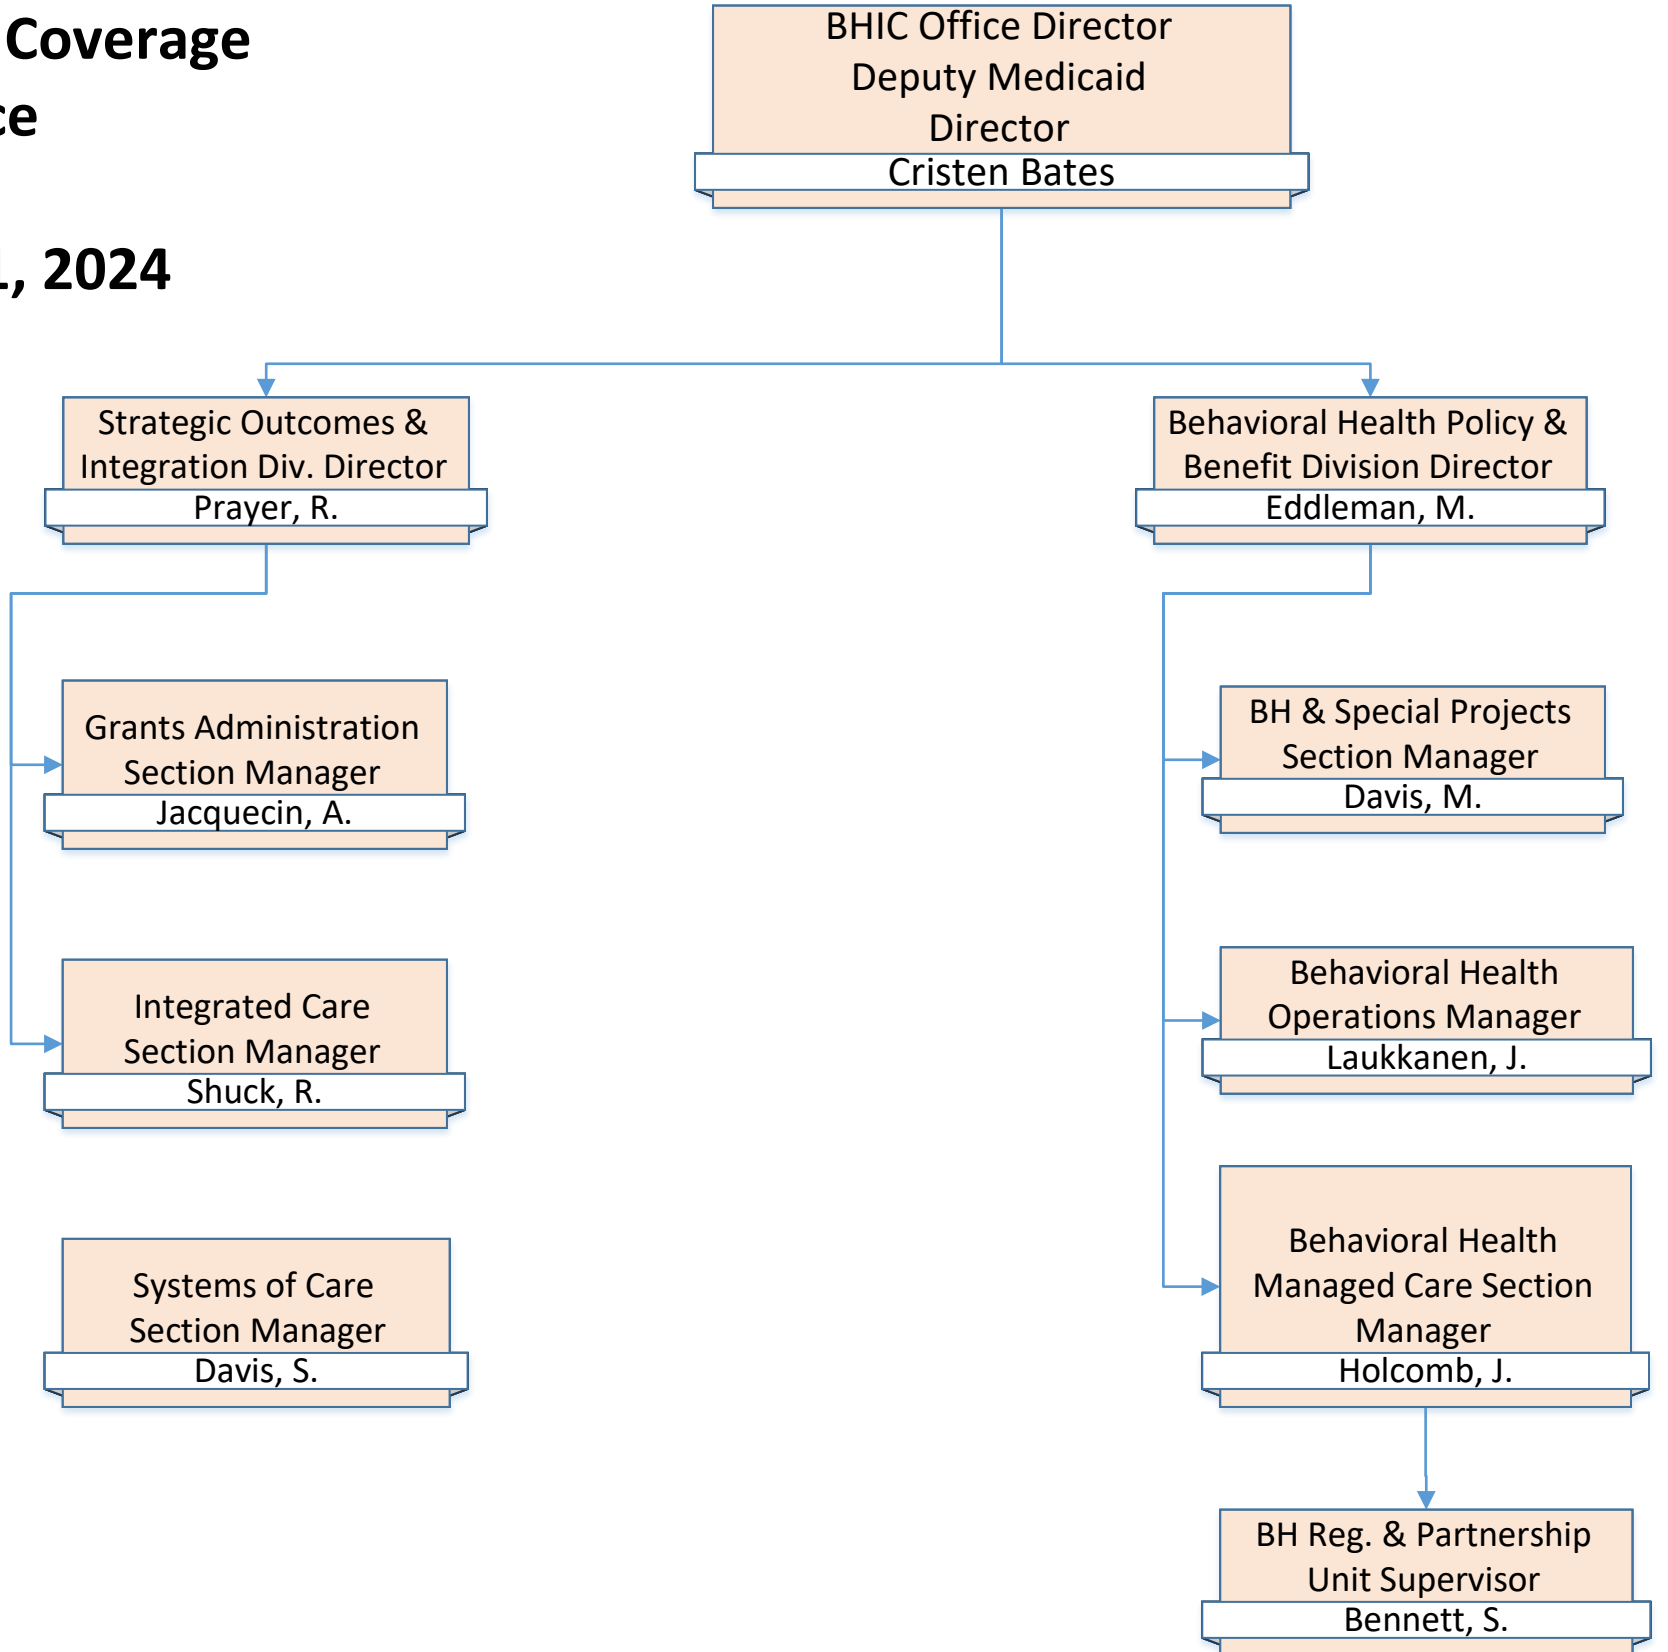 Coverage
BHIC Office Director
Deputy Medicaid
Director
Cristen Bates
, 2024
Strategic Outcomes &
Integration Div. Director
Prayer, R.
Behavioral Health Policy &
Benefit Division Director
Eddleman, M.
Grants Administration
Section Manager
Jacquecin, A.
BH & Special Projects
Section Manager
Davis, M.
Integrated Care
Section Manager
Shuck, R.
Behavioral Health
Operations Manager
Laukkanen, J.
Systems of Care
Section Manager
Davis, S.
Behavioral Health
Managed Care Section
Manager
Holcomb, J.
BH Reg. & Partnership
Unit Supervisor
Bennett, S.